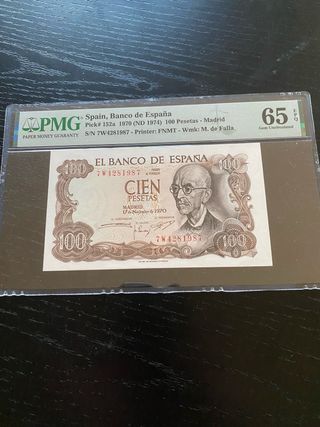 PMG
PAPER MONEY GUARANTY
Spain, Banco de España
Pick# 152a 1970 (ND 1974) 100 Pesetas - Madrid
S/N 7W4281987 - Printer: FNMT - Wmk: M. de Falla
65 EPQ
Gem Uncirculated
EL BANCO DE ESPAÑA
100
7W4281987
CIEN
PESETAS
MADRID
17 de Noviembre de 1970
100
100
7W4281987
100